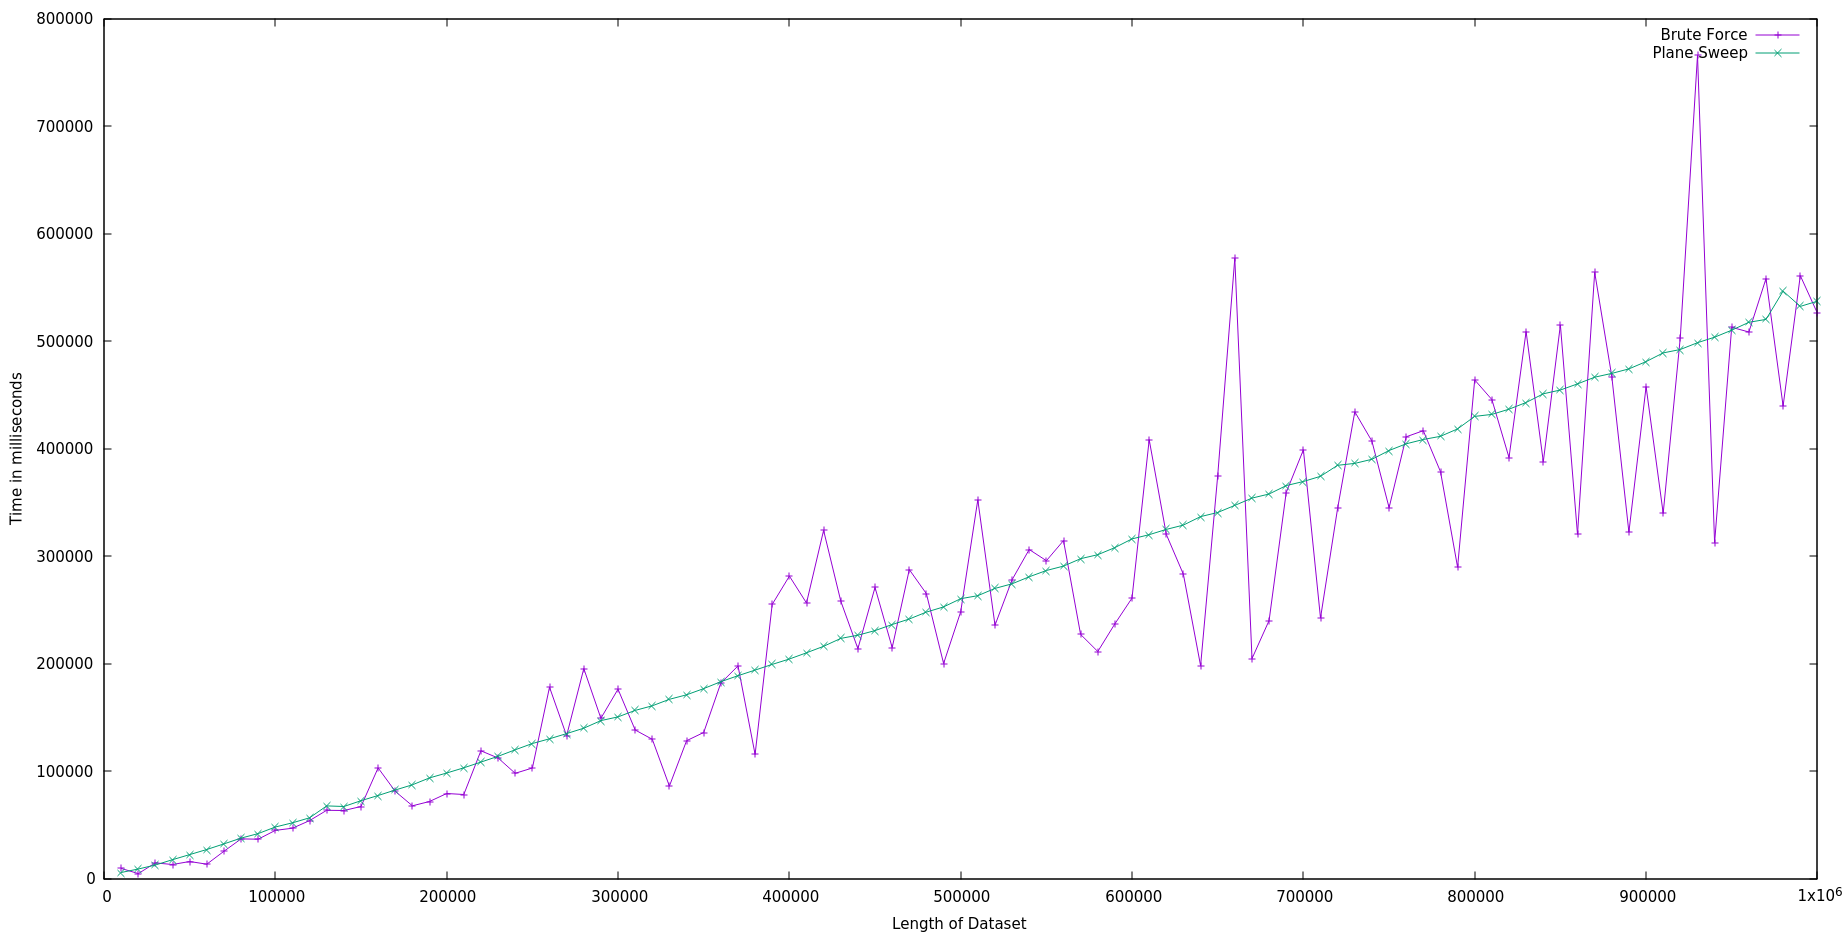 800000
700000
600000
500000
400000
300000
200000
100000
0
Time in milliseconds
Brute Force
Plane Sweep
0 100000 200000 300000 400000 500000 600000 700000 800000 900000 1x10⁶
Length of Dataset